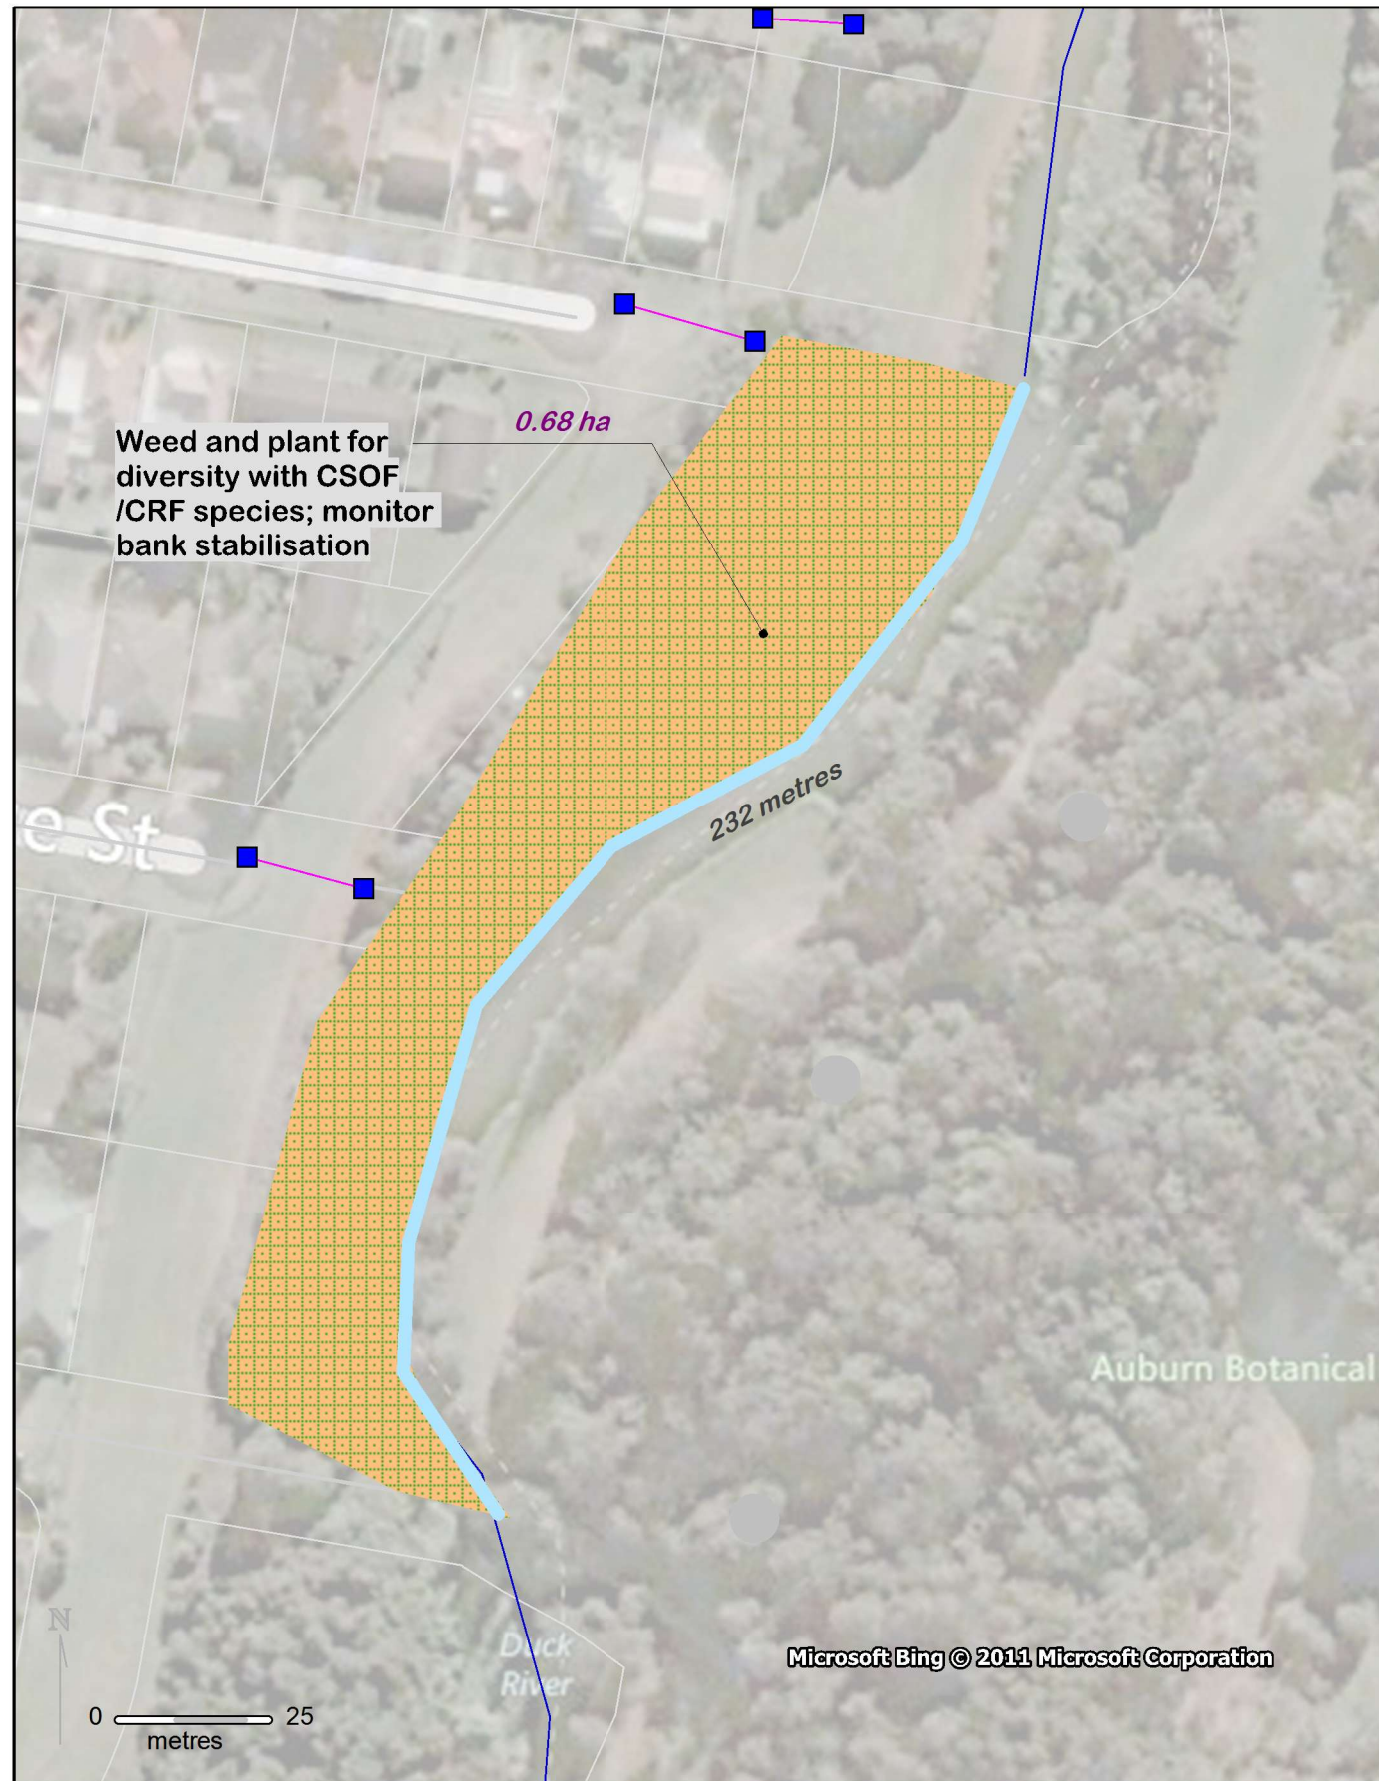 0.68 ha
Weed and plant for
diversity with CSOF
/CRF species; monitor
bank stabilisation
232 metres
e St
Auburn Botanical
Duck
River
N
Microsoft Bing © 2011 Microsoft Corporation
0 25
metres